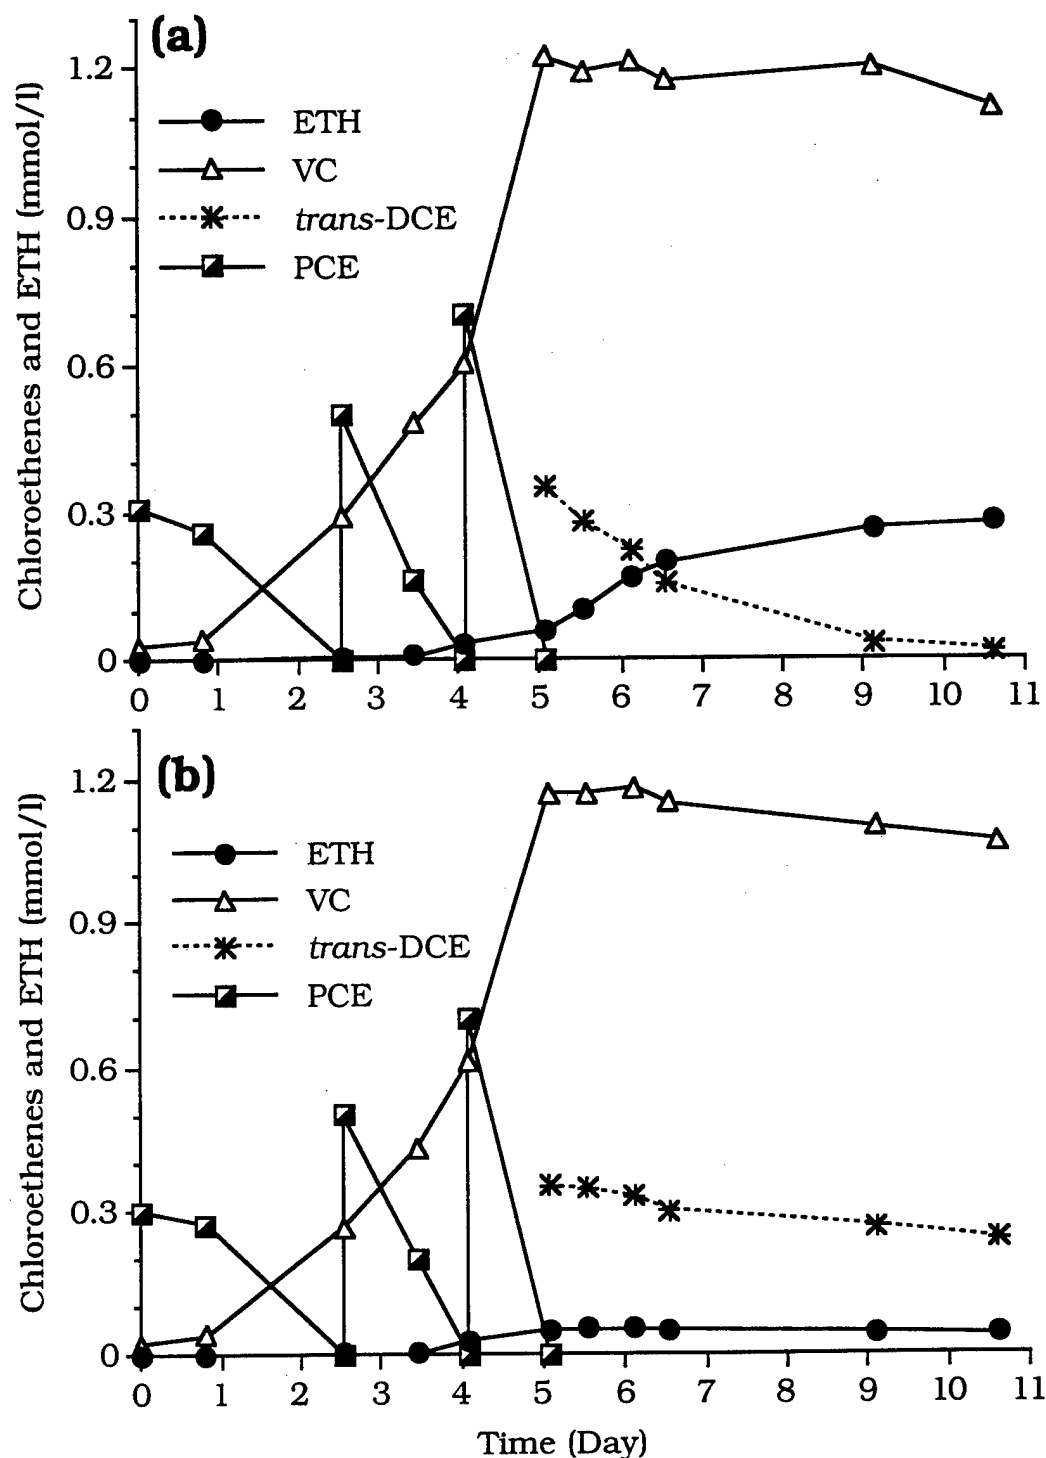 (a)
Chloroethenes and ETH (mmol/l)
1.2
0.9
0.6
0.3
0
ETH
VC
trans-DCE
PCE
0 1 2 3 4 5 6 7 8 9 10 11
(b)
Chloroethenes and ETH (mmol/l)
1.2
0.9
0.6
0.3
0
ETH
VC
trans-DCE
PCE
0 1 2 3 4 5 6 7 8 9 10 11
Time (Day)